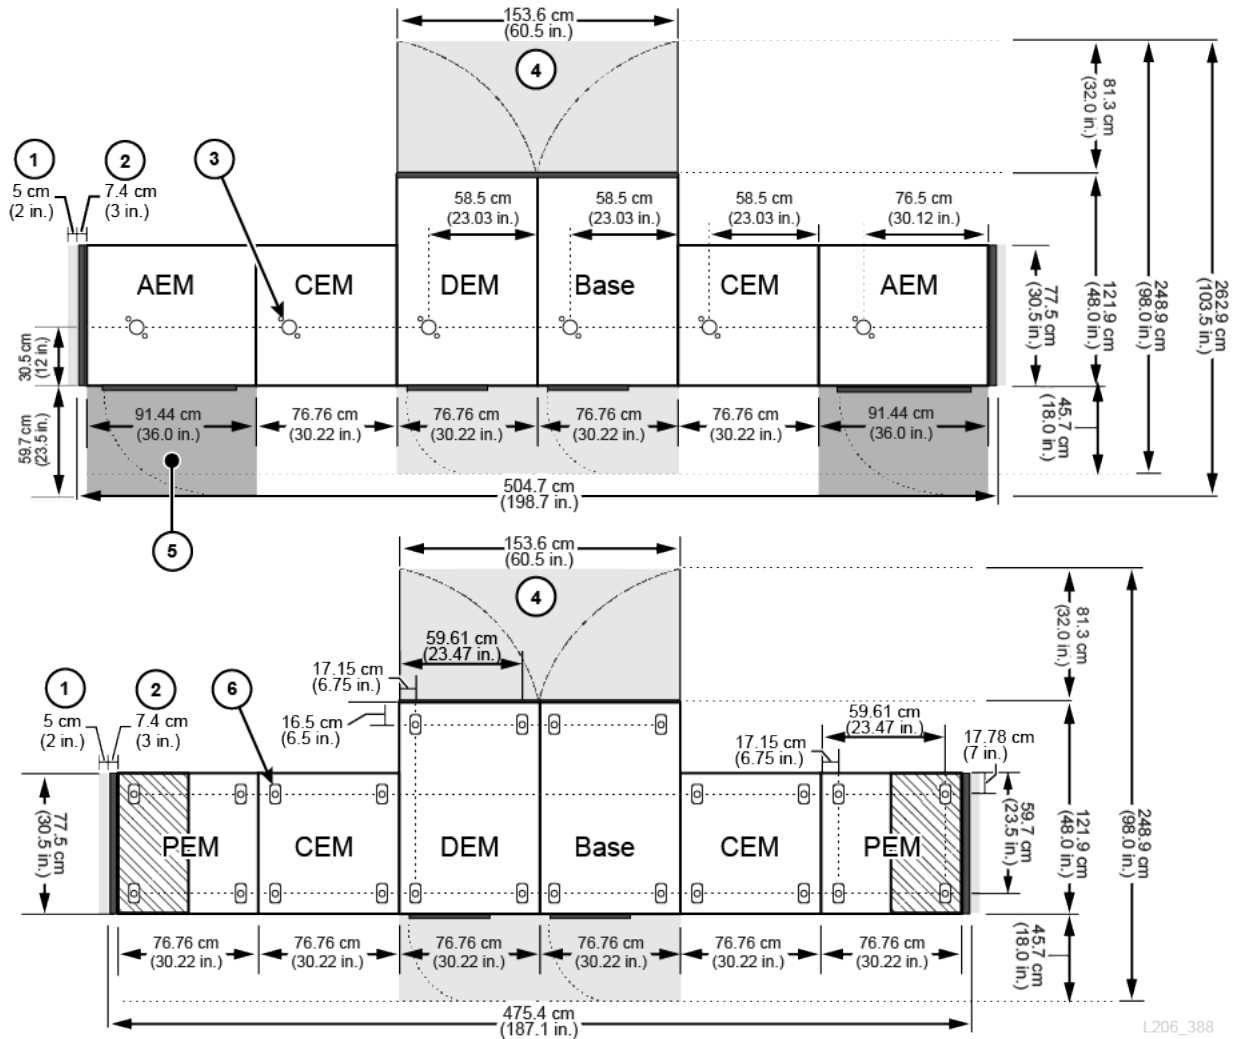 153.6 cm
(60.5 in.)
4
81.3 cm
(32.0 in.)
1
2
3
5 cm
(2 in.)
7.4 cm
(3 in.)
58.5 cm
(23.03 in.)
58.5 cm
(23.03 in.)
58.5 cm
(23.03 in.)
76.5 cm
(30.12 in.)
AEM
CEM
DEM
Base
CEM
AEM
77.5 cm
(30.5 in.)
121.9 cm
(48.0 in.)
248.9 cm
(98.0 in.)
262.9 cm
(103.5 in.)
30.5 cm
(12 in.)
59.7 cm
(23.5 in.)
91.44 cm
(36.0 in.)
76.76 cm
(30.22 in.)
76.76 cm
(30.22 in.)
76.76 cm
(30.22 in.)
76.76 cm
(30.22 in.)
91.44 cm
(36.0 in.)
45.7 cm
(18.0 in.)
504.7 cm
(198.7 in.)
5
153.6 cm
(60.5 in.)
4
81.3 cm
(32.0 in.)
59.61 cm
(23.47 in.)
17.15 cm
(6.75 in.)
1
2
6
5 cm
(2 in.)
7.4 cm
(3 in.)
16.5 cm
(6.5 in.)
59.61 cm
(23.47 in.)
17.15 cm
(6.75 in.)
17.78 cm
(7 in.)
77.5 cm
(30.5 in.)
PEM
CEM
DEM
Base
CEM
PEM
59.7 cm
(23.5 in.)
121.9 cm
(48.0 in.)
248.9 cm
(98.0 in.)
76.76 cm
(30.22 in.)
76.76 cm
(30.22 in.)
76.76 cm
(30.22 in.)
76.76 cm
(30.22 in.)
76.76 cm
(30.22 in.)
76.76 cm
(30.22 in.)
45.7 cm
(18.0 in.)
475.4 cm
(187.1 in.)
L206_388